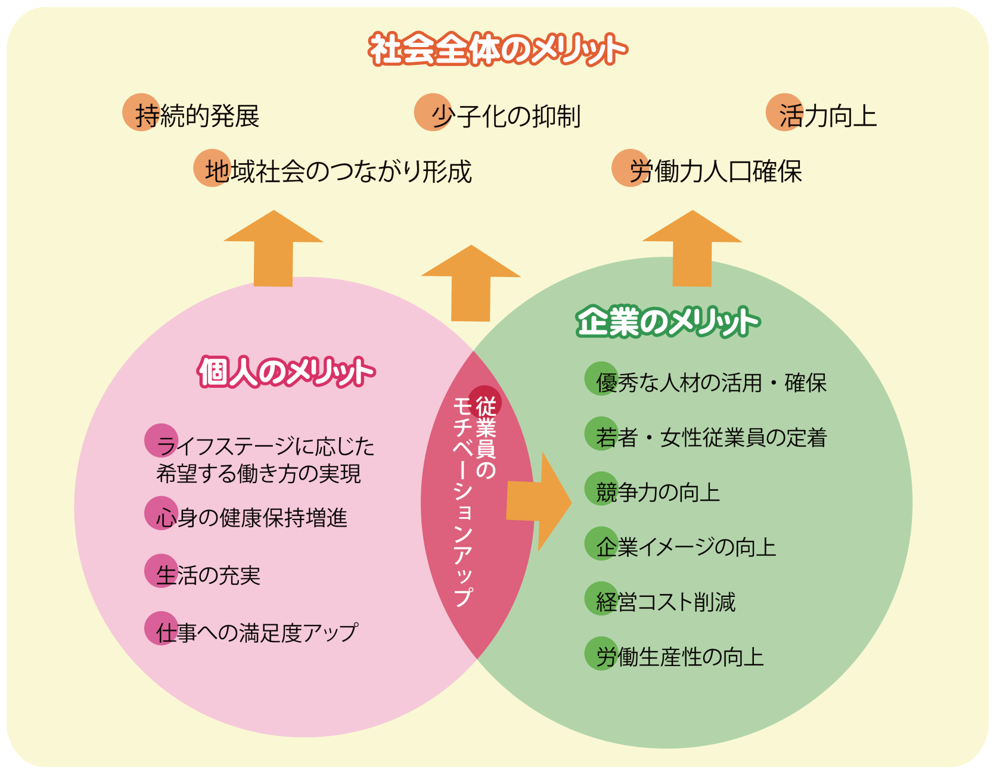 社会全体のメリット
持続的発展
少子化の抑制
活力向上
地域社会のつながり形成
労働力人口確保
個人のメリット
ライフステージに応じた
希望する働き方の実現
心身の健康保持増進
生活の充実
仕事への満足度アップ
従業員の
モチベーションアップ
企業のメリット
優秀な人材の活用・確保
若者・女性従業員の定着
競争力の向上
企業イメージの向上
経営コスト削減
労働生産性の向上